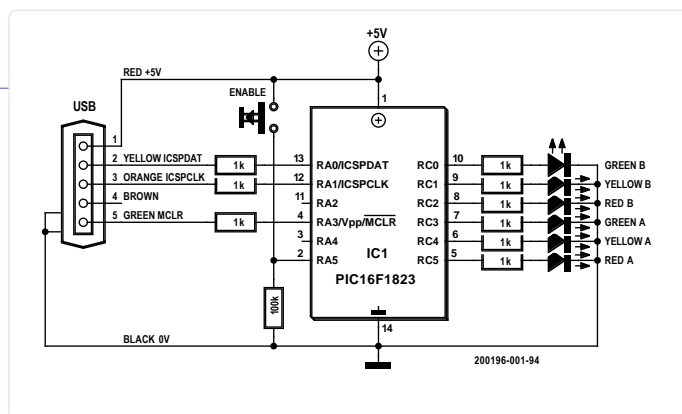 +5V
RED +5V
ENABLE
USB
1
1
2 YELLOW ICSPDAT
1k
13
RA0/ICSPDAT
RC0
10
1k
GREEN B
3 ORANGE ICSPCLK
1k
12
RA1/ICSPCLK
RC1
9
1k
YELLOW B
4 BROWN
11
RA2
RC2
8
1k
RED B
5 GREEN MCLR
1k
4
RA3/Vpp/MCLR
RC3
7
1k
GREEN A
3
RA4
IC1
RC4
6
1k
YELLOW A
2
RA5
RC5
5
1k
RED A
PIC16F1823
100k
14
BLACK 0V
200196-001-94